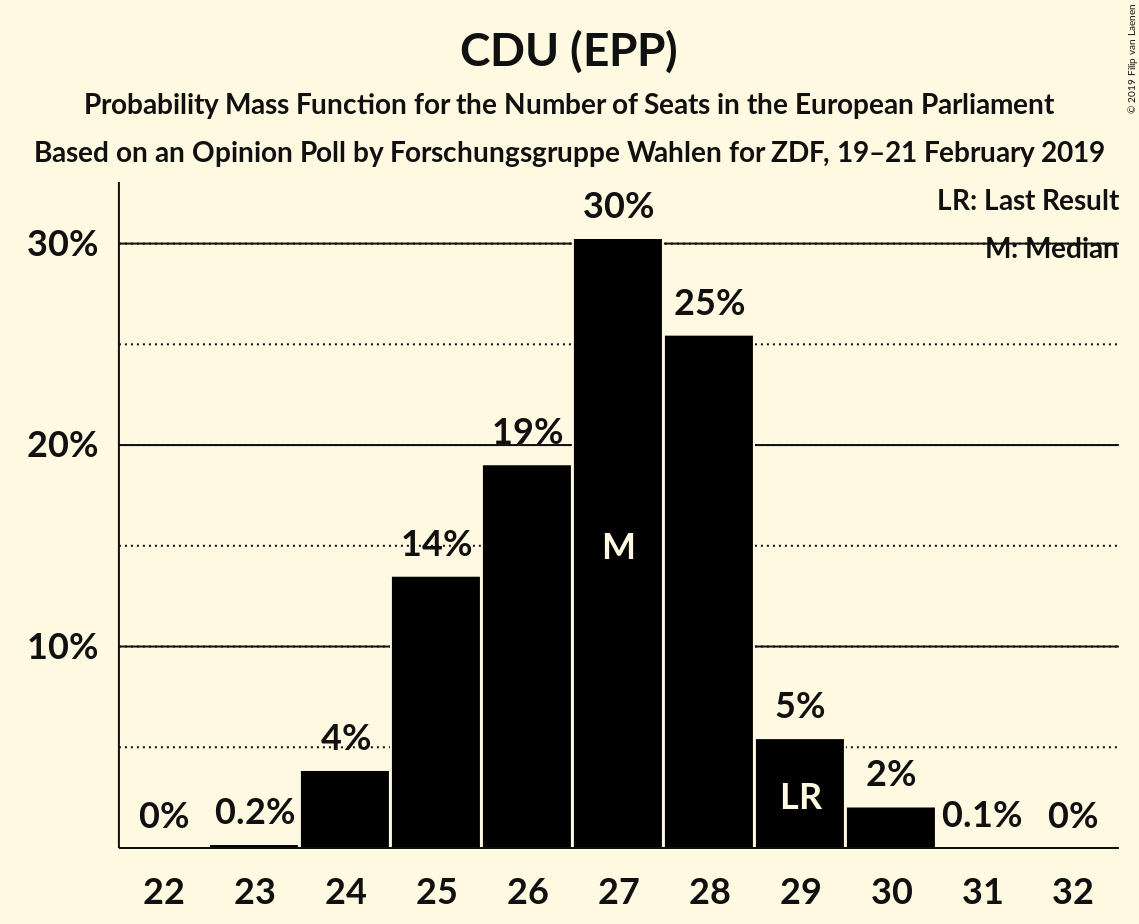 CDU (EPP)
Probability Mass Function for the Number of Seats in the European Parliament
Based on an Opinion Poll by Forschungsgruppe Wahlen for ZDF, 19–21 February 2019
© 2019 Filip van Laenen
LR: Last Result
M: Median
30%
20%
10%
0%
0.2%
4%
14%
19%
30%
25%
5%
2%
0.1%
0%
M
LR
22 23 24 25 26 27 28 29 30 31 32